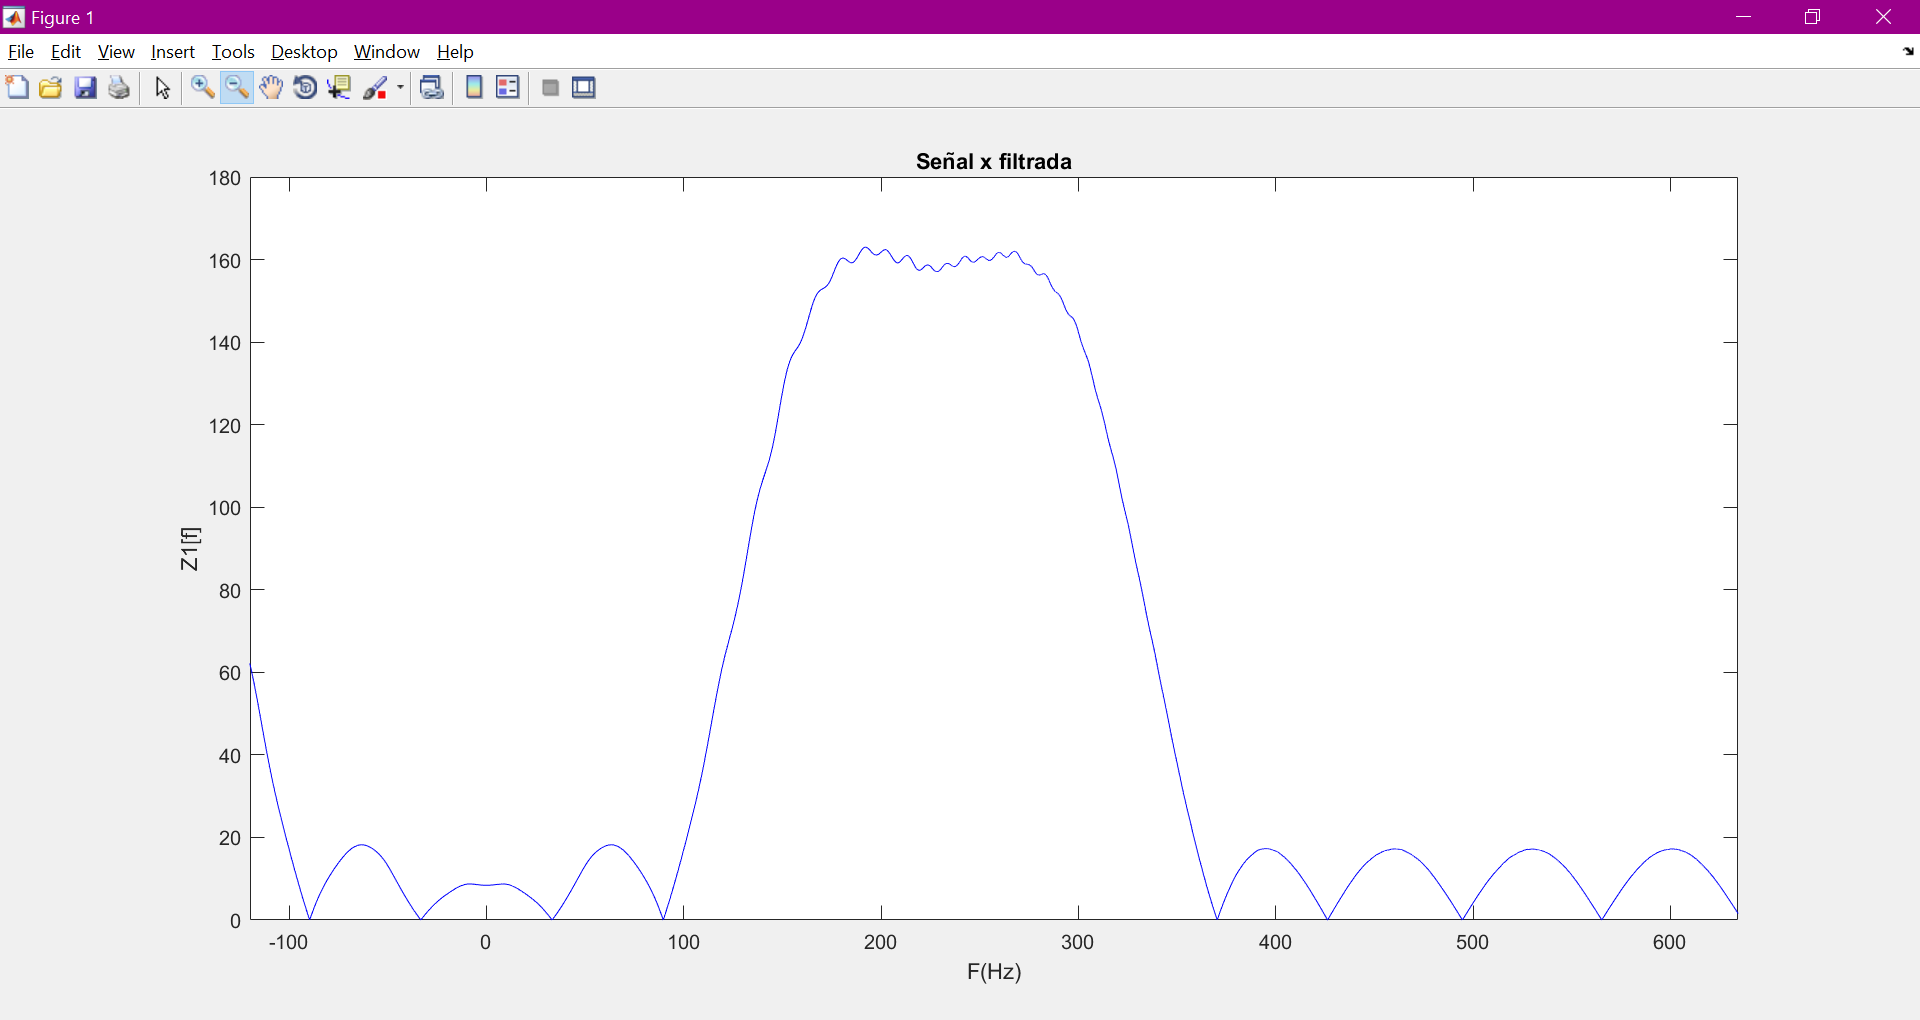 Figure 1
File Edit View Insert Tools Desktop Window Help
Señal x filtrada
180
160
140
120
100
80
60
40
20
0
Z1[f]
-100 0 100 200 300 400 500 600
F(Hz)